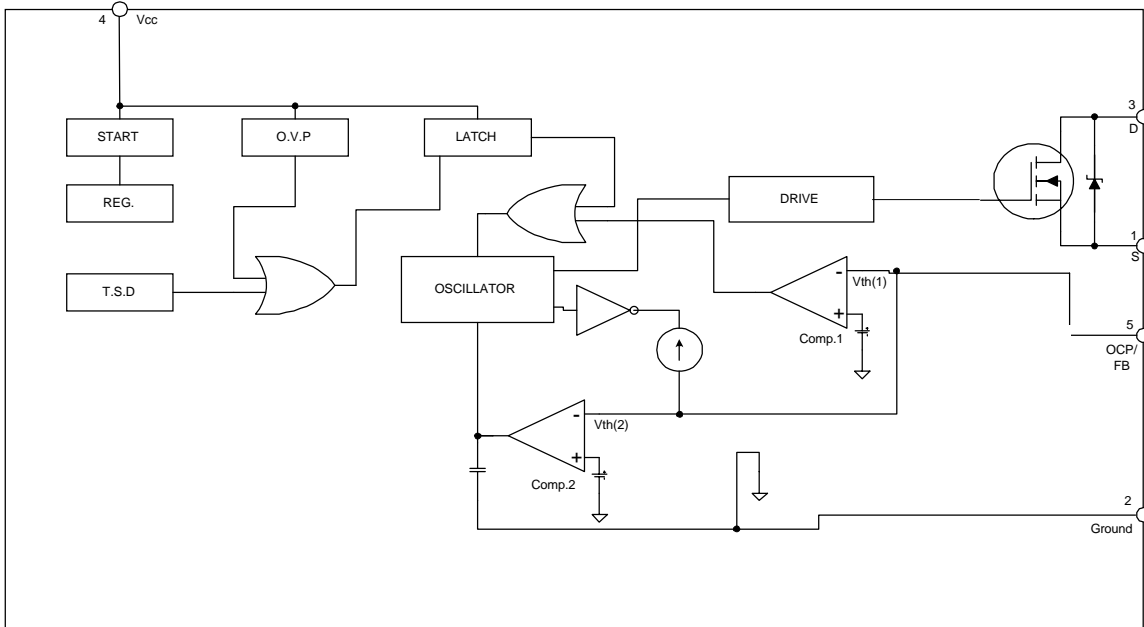 4 Vcc
3
D
START
O.V.P
LATCH
REG.
DRIVE
1
S
T.S.D
OSCILLATOR
-
Vth(1)
+
Comp.1
5
OCP/
FB
-
Vth(2)
+
Comp.2
2
Ground